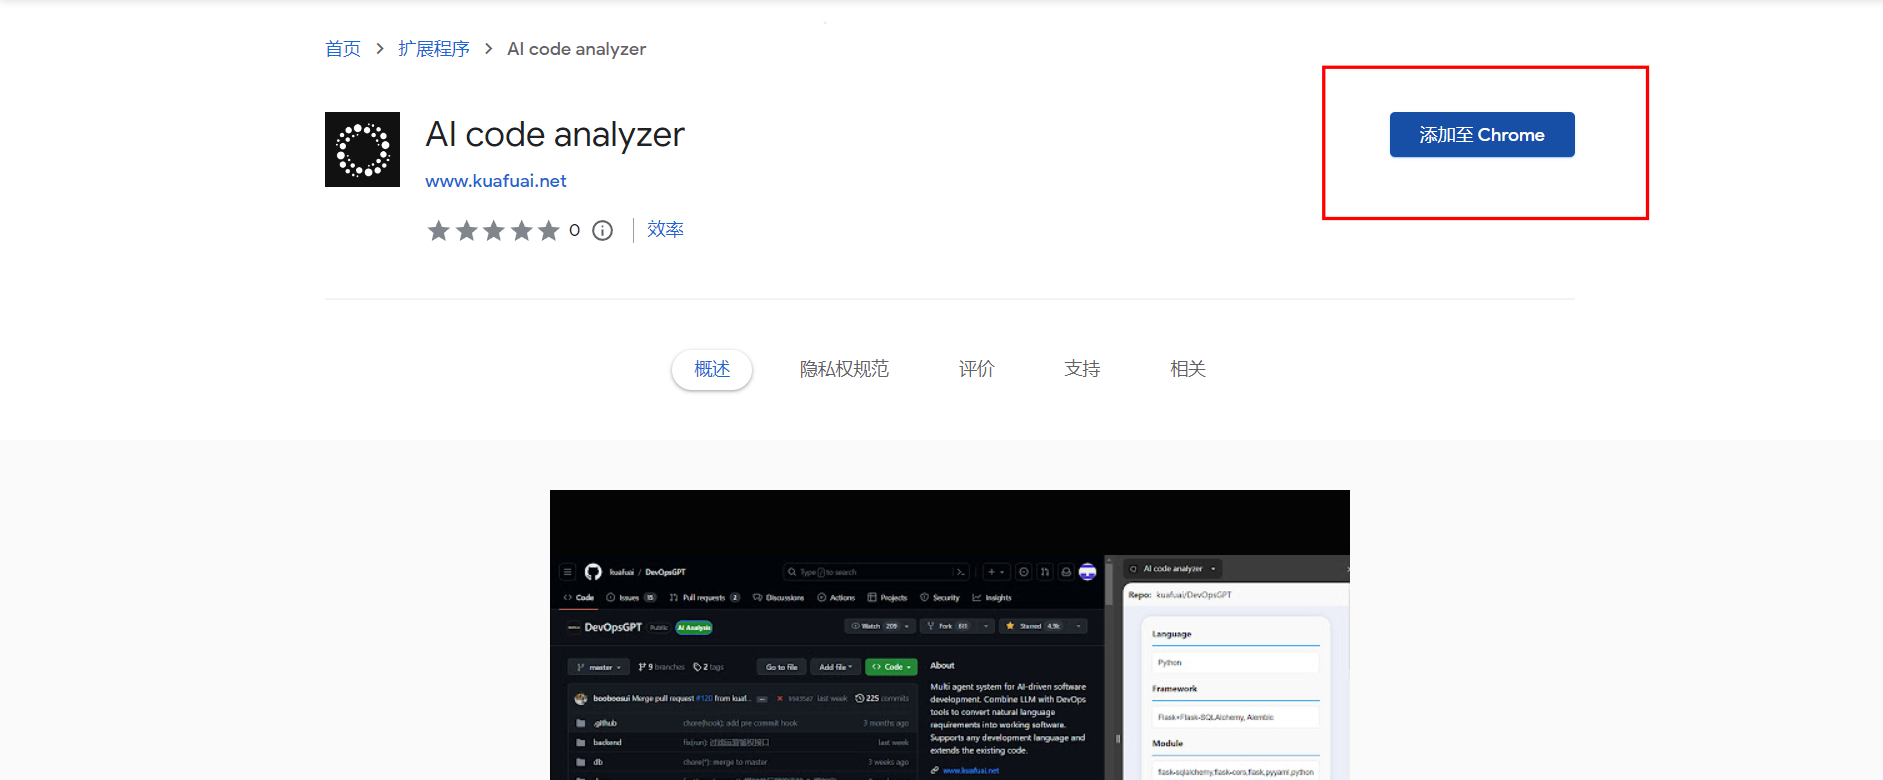 首页 > 扩展程序 > AI code analyzer
AI code analyzer
添加至 Chrome
www.kuafuai.net
0
效率
概述 隐私权规范 评价 支持 相关
kuafuai / DevOpsGPT
Type / to search
Code Issues 15 Pull requests 2 Discussions Actions Projects Security Insights
DevOpsGPT Public AI Analysis
Watch 209 Fork 611 Starred 4.9k
master 9 branches 2 tags Go to file Add file Code
booboosui Merge pull request #120 from kuaf... last week 225 commits
.github chore(hook): add pre commit hook 3 months ago
backend last week
db chore(*): merge to master 3 weeks ago
About
Multi agent system for AI-driven software
development. Combine LLM with DevOps
tools to convert natural language
requirements into working software.
Supports any development language and
extends the existing code.
www.kuafuai.net
AI code analyzer
Repo: kuafuai/DevOpsGPT
Language
Python
Framework
Flask+Flask-SQLAlchemy, Alembic
Module
flask-sqlalchemy,flask-cors,flask,pyyaml,python